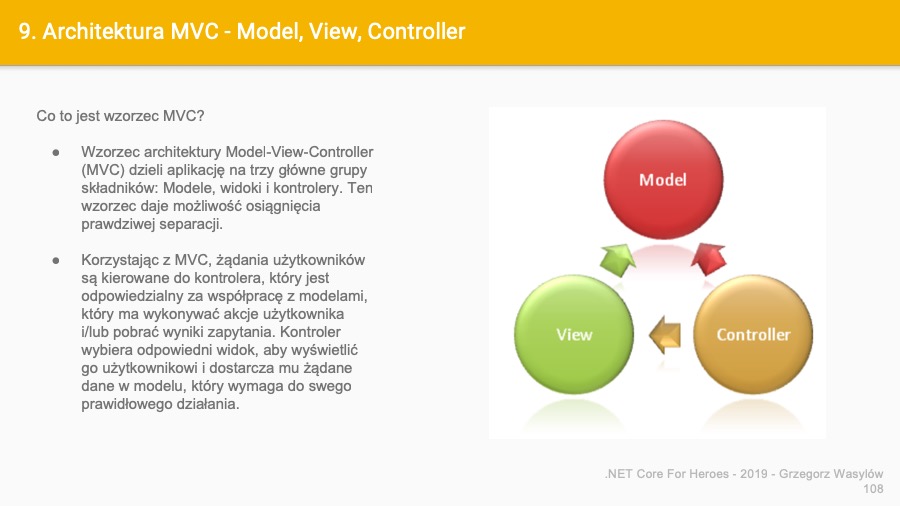 9. Architektura MVC - Model, View, Controller
Co to jest wzorzec MVC?
● Wzorzec architektury Model-View-Controller
(MVC) dzieli aplikację na trzy główne grupy
składników: Modele, widoki i kontrolery. Ten
wzorzec daje możliwość osiągnięcia
prawdziwej separacji.
● Korzystając z MVC, żądania użytkowników
są kierowane do kontrolera, który jest
odpowiedzialny za współpracę z modelami,
który ma wykonywać akcje użytkownika
i/lub pobrać wyniki zapytania. Kontroler
wybiera odpowiedni widok, aby wyświetlić
go użytkownikowi i dostarcza mu żądane
dane w modelu, który wymaga do swego
prawidłowego działania.
Model
View
Controller
.NET Core For Heroes - 2019 - Grzegorz Wasylów
108